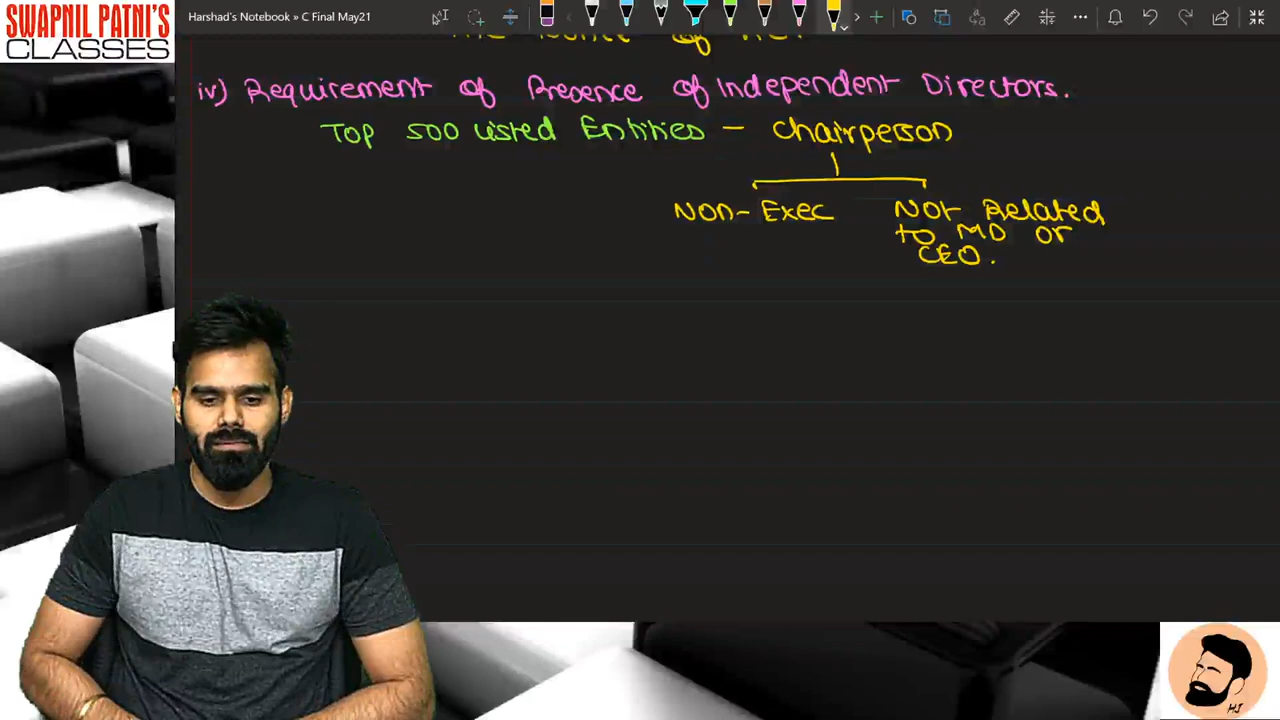 SWAPNIL PATNI'S
CLASSES
Harshad's Notebook » C Final May21
iv) Requirement of Presence of Independent Directors.
Top 500 Listed Entities - Chairperson
Non-Exec
Not Related
to MD or
CEO.
HJ